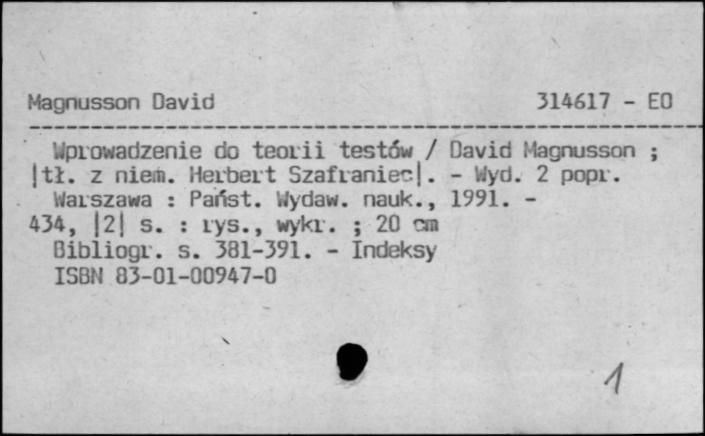 Magnusson David 314617 - EO
Wprowadzenie do teorii testów / David Magnusson ;
|tł. z niem. Herbert Szafraniec|. - Wyd. 2 popr.
Warszawa : Państ. Wydaw. nauk., 1991. -
434, |2| s. : rys., wykr. ; 20 cm
Bibliogr. s. 381-391. - Indeksy
ISBN 83-01-00947-0
1